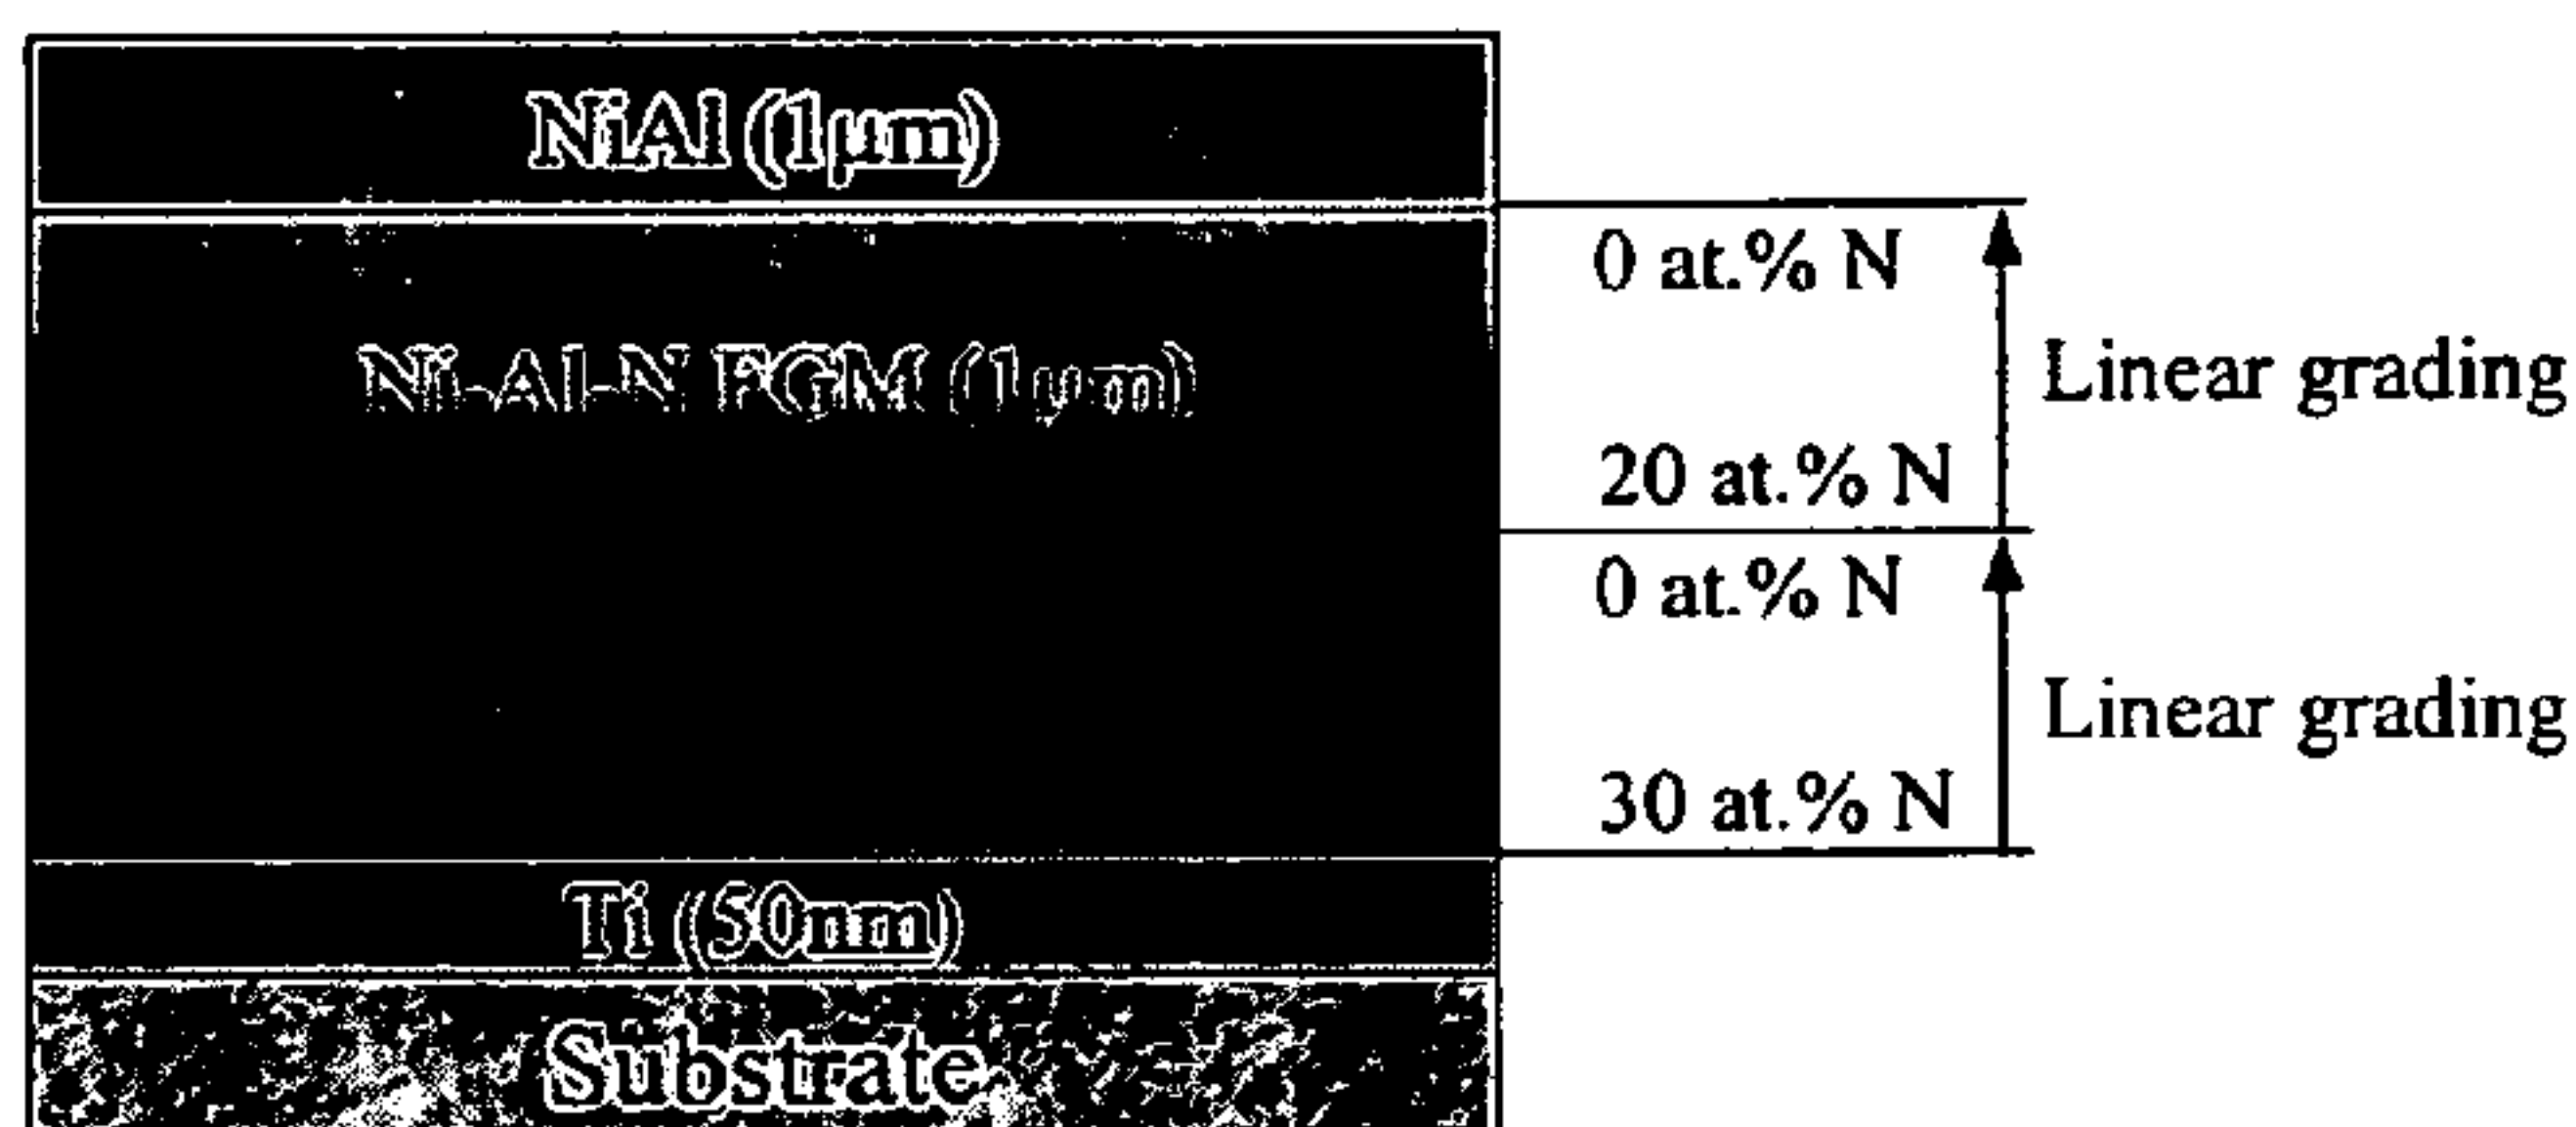 NiAl (1μm)
0 at.% N
Ni-Al-N FGM (1μm)
Linear grading
20 at.% N
0 at.% N
Linear grading
30 at.% N
Ti (50nm)
Substrate